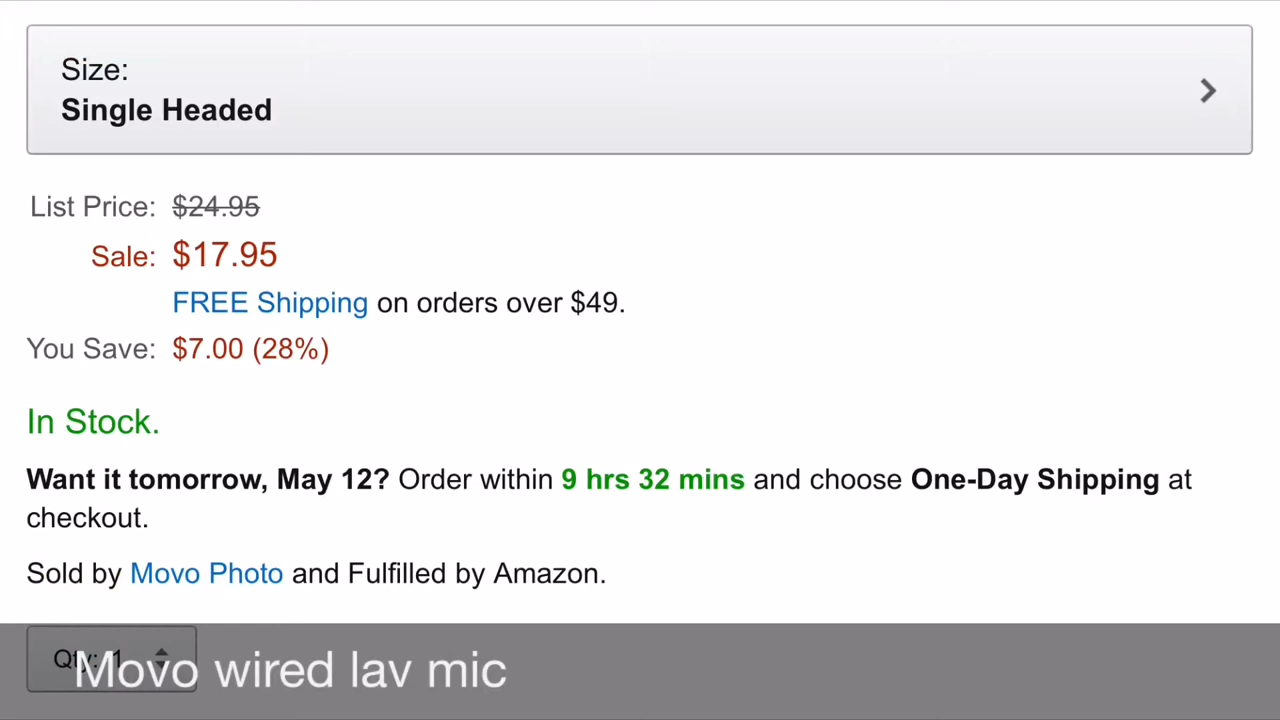 Size:
Single Headed
List Price: $24.95
Sale: $17.95
FREE Shipping on orders over $49.
You Save: $7.00 (28%)
In Stock.
Want it tomorrow, May 12? Order within 9 hrs 32 mins and choose One-Day Shipping at
checkout.
Sold by Movo Photo and Fulfilled by Amazon.
Qty: 1
Movo wired lav mic